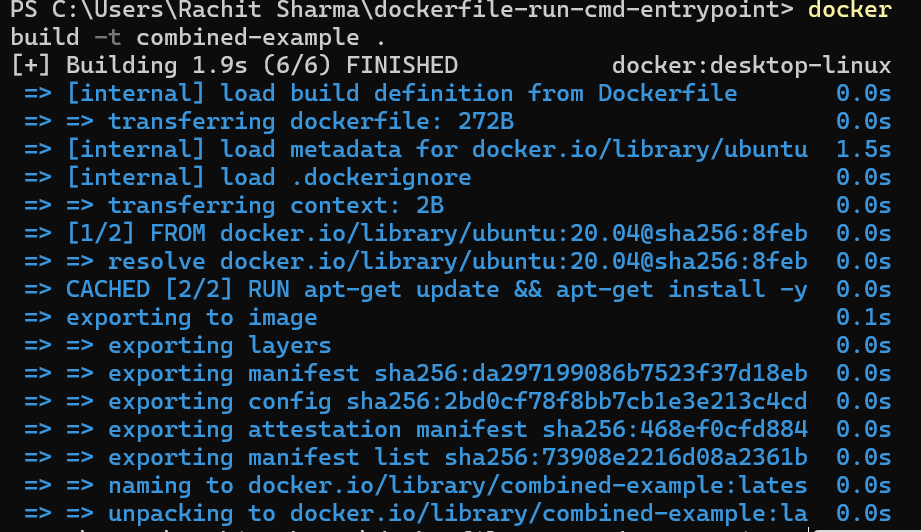 PS C:\Users\Rachit Sharma\dockerfile-run-cmd-entrypoint> docker
build -t combined-example .
[+] Building 1.9s (6/6) FINISHED docker:desktop-linux
=> [internal] load build definition from Dockerfile 0.0s
=> => transferring dockerfile: 272B 0.0s
=> [internal] load metadata for docker.io/library/ubuntu 1.5s
=> [internal] load .dockerignore 0.0s
=> => transferring context: 2B 0.0s
=> [1/2] FROM docker.io/library/ubuntu:20.04@sha256:8feb 0.0s
=> => resolve docker.io/library/ubuntu:20.04@sha256:8feb 0.0s
=> CACHED [2/2] RUN apt-get update && apt-get install -y 0.0s
=> exporting to image 0.1s
=> => exporting layers 0.0s
=> => exporting manifest sha256:da297199086b7523f37d18eb 0.0s
=> => exporting config sha256:2bd0cf78f8bb7cb1e3e213c4cd 0.0s
=> => exporting attestation manifest sha256:468ef0cfd884 0.0s
=> => exporting manifest list sha256:73908e2216d08a2361b 0.0s
=> => naming to docker.io/library/combined-example:lates 0.0s
=> => unpacking to docker.io/library/combined-example:la 0.0s